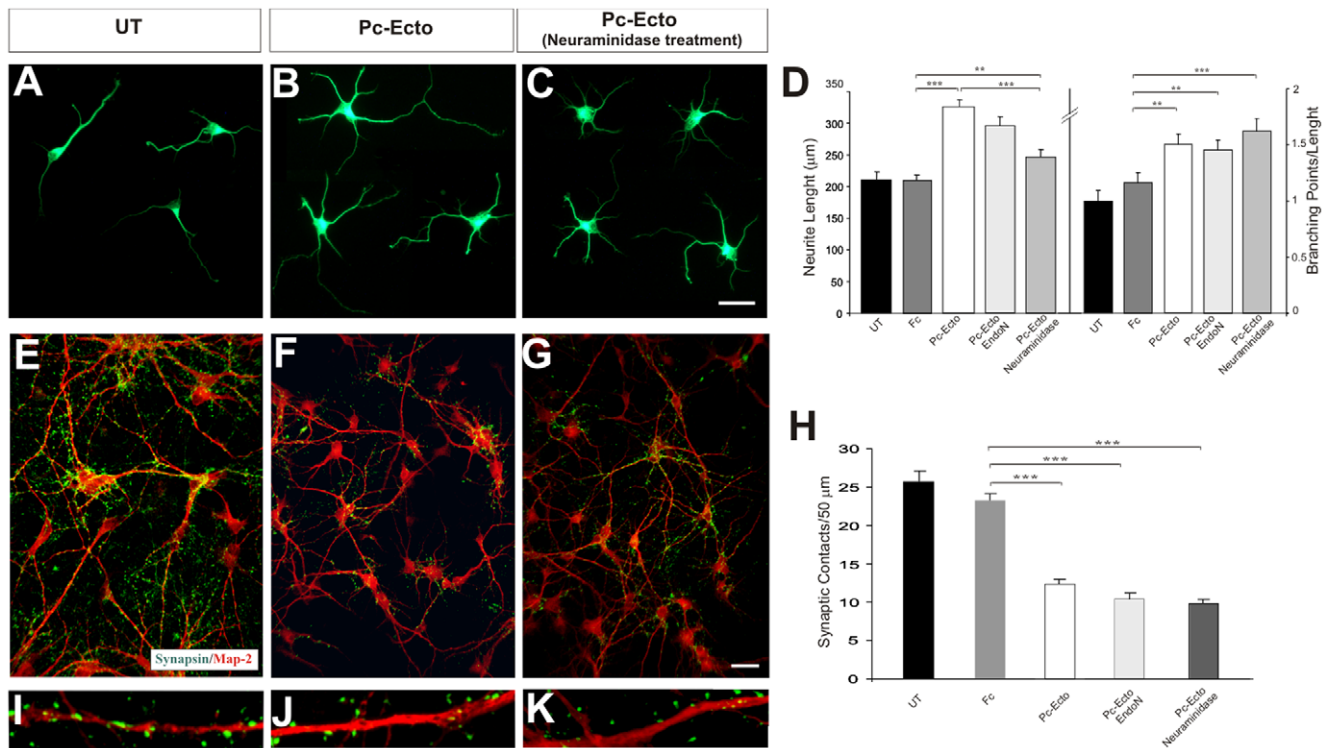 UT
Pc-Ecto
Pc-Ecto
(Neuraminidase treatment)
A
B
C
D
**
***
***
***
**
**
350
300
250
200
350
300
250
0
Neurite Lenght (µm)
2
1.5
1
0.5
0
Branching Points/Lenght
UT
Fc
Pc-Ecto
Pc-Ecto
EndoN
Pc-Ecto
Neuraminidase
UT
Fc
Pc-Ecto
Pc-Ecto
EndoN
Pc-Ecto
Neuraminidase
E
F
G
Synapsin/Map-2
H
***
***
***
30
25
20
15
10
5
0
Synaptic Contacts/50 µm
UT
Fc
Pc-Ecto
Pc-Ecto
EndoN
Pc-Ecto
Neuraminidase
I
J
K